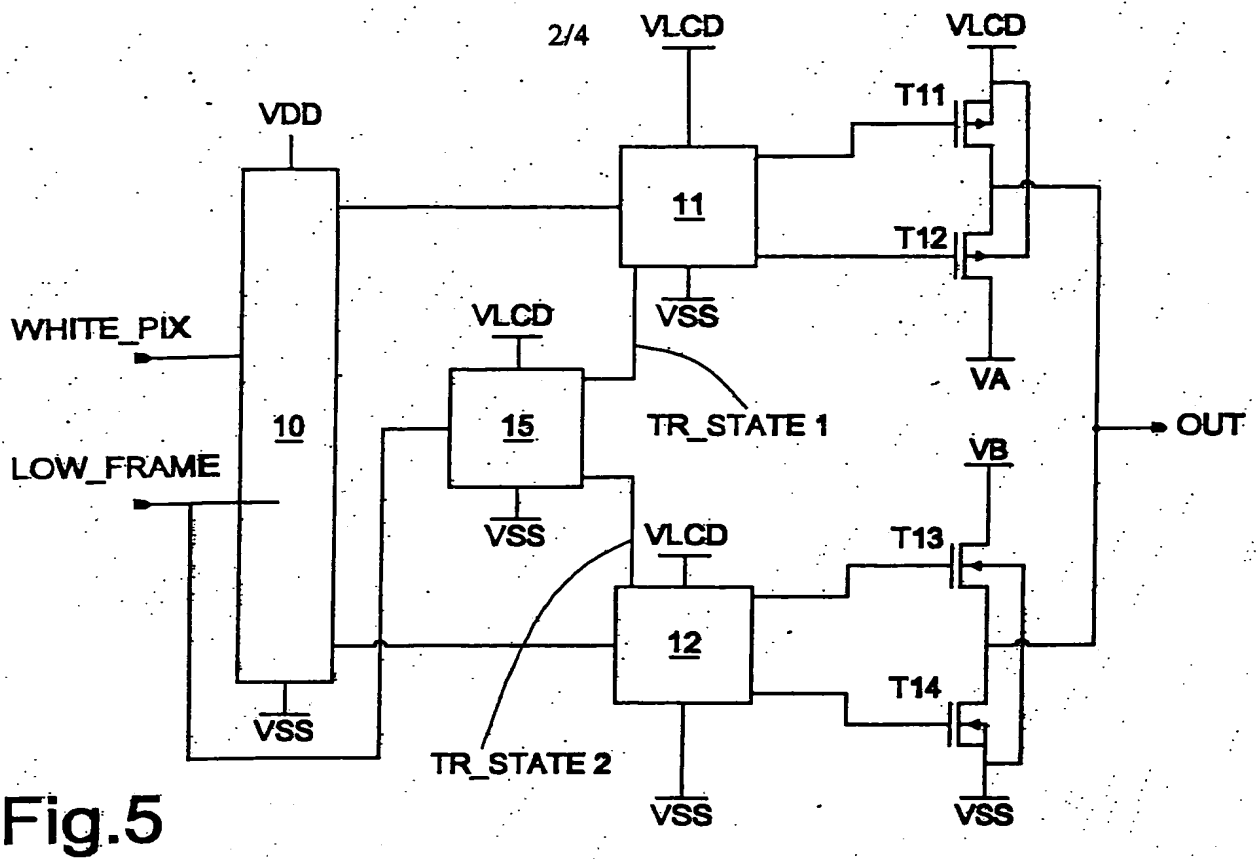 2/4
VLCD
VLCD
VDD
T11
11
T12
VSS
WHITE_PIX
VLCD
VA
10
15
TR_STATE 1
OUT
LOW_FRAME
VB
VSS
VLCD
T13
12
T14
VSS
TR_STATE 2
VSS
VSS
Fig.5